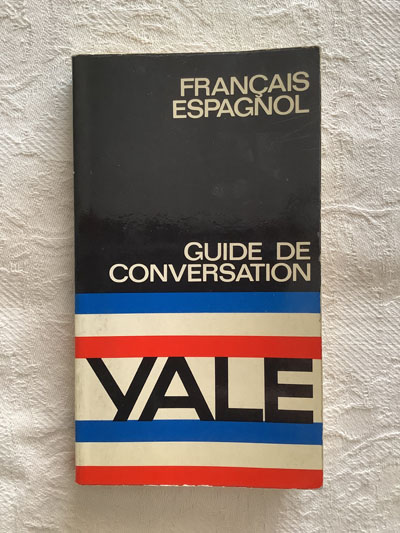 FRANÇAIS
ESPAGNOL
GUIDE DE
CONVERSATION
YALE